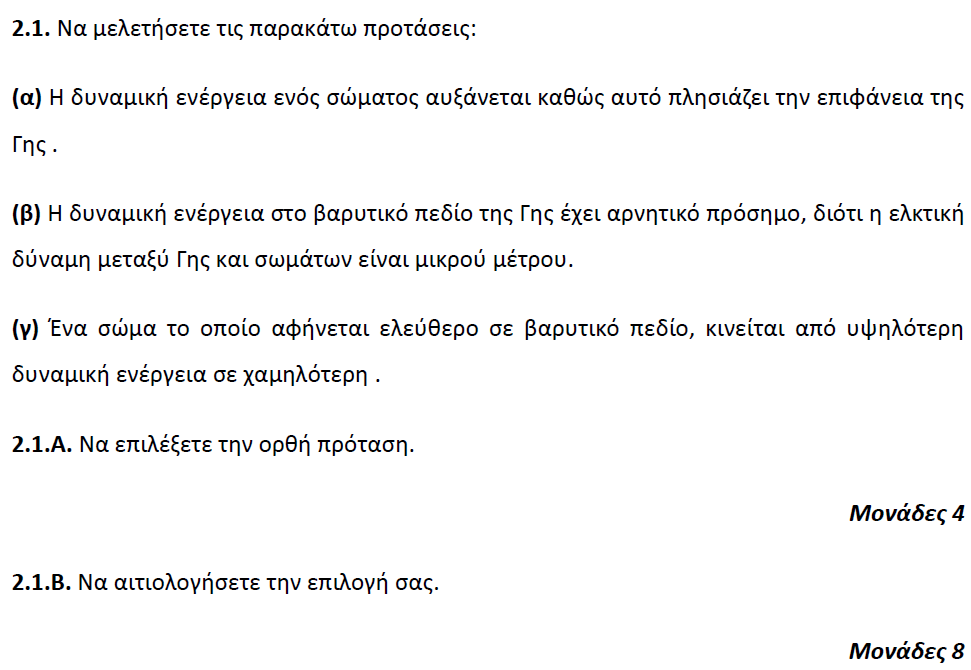 2.1. Να μελετήσετε τις παρακάτω προτάσεις:
(α) Η δυναμική ενέργεια ενός σώματος αυξάνεται καθώς αυτό πλησιάζει την επιφάνεια της
Γης .
(β) Η δυναμική ενέργεια στο βαρυτικό πεδίο της Γης έχει αρνητικό πρόσημο, διότι η ελκτική
δύναμη μεταξύ Γης και σωμάτων είναι μικρού μέτρου.
(γ) Ένα σώμα το οποίο αφήνεται ελεύθερο σε βαρυτικό πεδίο, κινείται από υψηλότερη
δυναμική ενέργεια σε χαμηλότερη .
2.1.Α. Να επιλέξετε την ορθή πρόταση.
Μονάδες 4
2.1.Β. Να αιτιολογήσετε την επιλογή σας.
Μονάδες 8